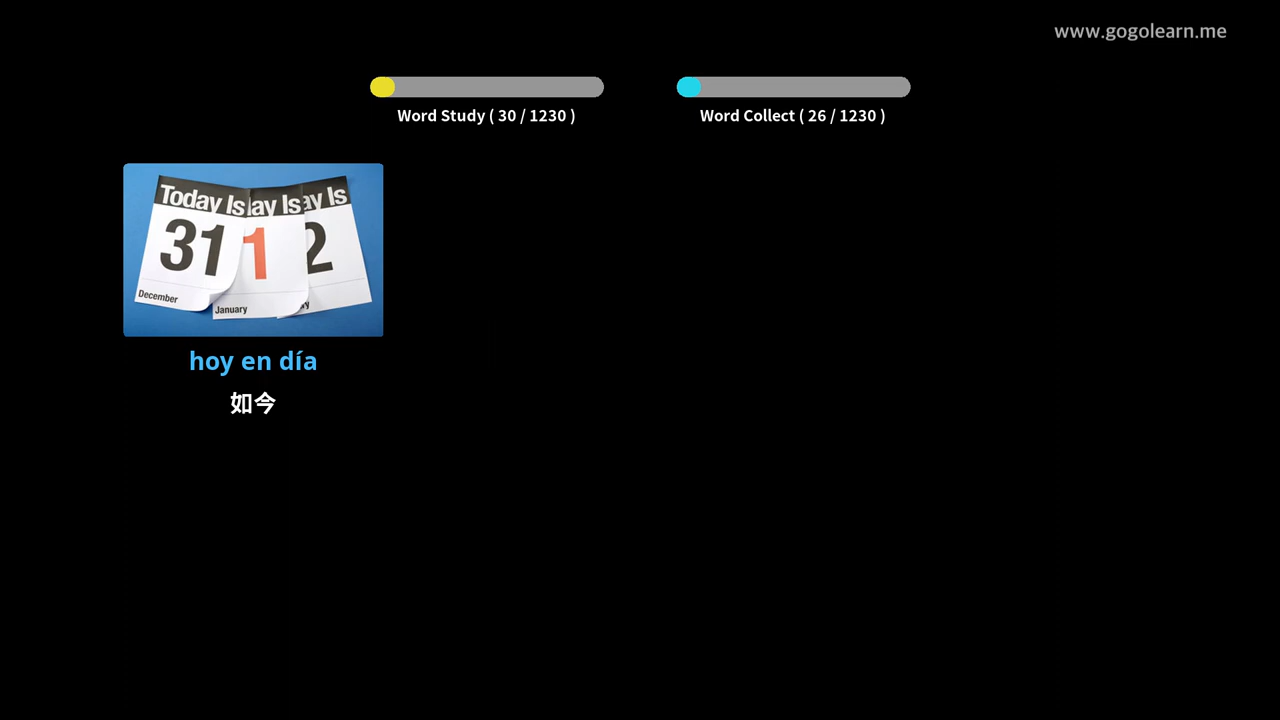 www.gogolearn.me
Word Study ( 30 / 1230 )
Word Collect ( 26 / 1230 )
Today Is
ay Is
ay Is
31
1
2
December
January
ry
hoy en día
如今